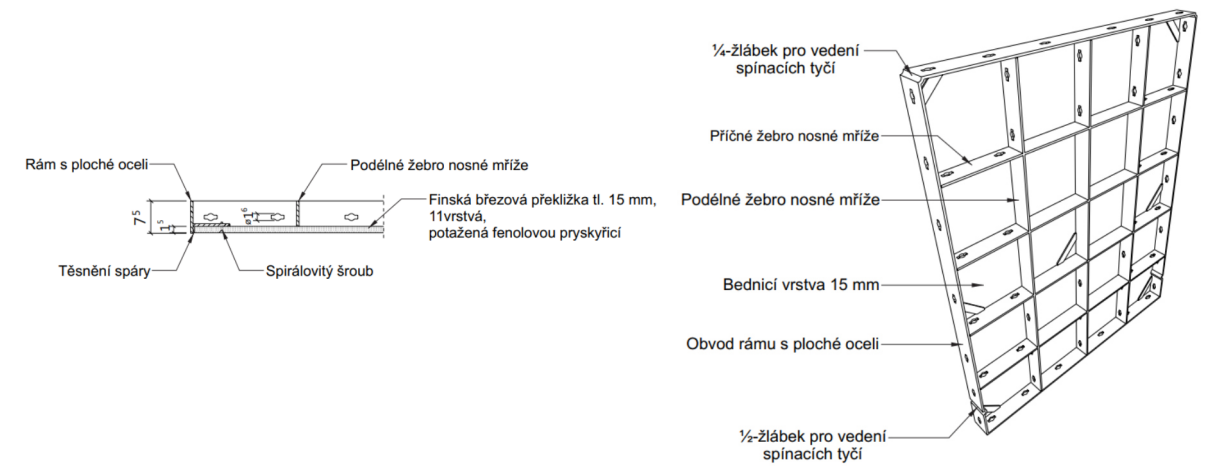 Rám s ploché oceli
Podélné žebro nosné mříže
Finská březová překližka tl. 15 mm,
11vrstvá,
potažená fenolovou pryskyřicí
7⁵
1⁵
ø1⁶
Těsnění spáry
Spirálovitý šroub
¼-žlábek pro vedení
spínacích tyčí
Příčné žebro nosné mříže
Podélné žebro nosné mříže
Bednicí vrstva 15 mm
Obvod rámu s ploché oceli
½-žlábek pro vedení
spínacích tyčí